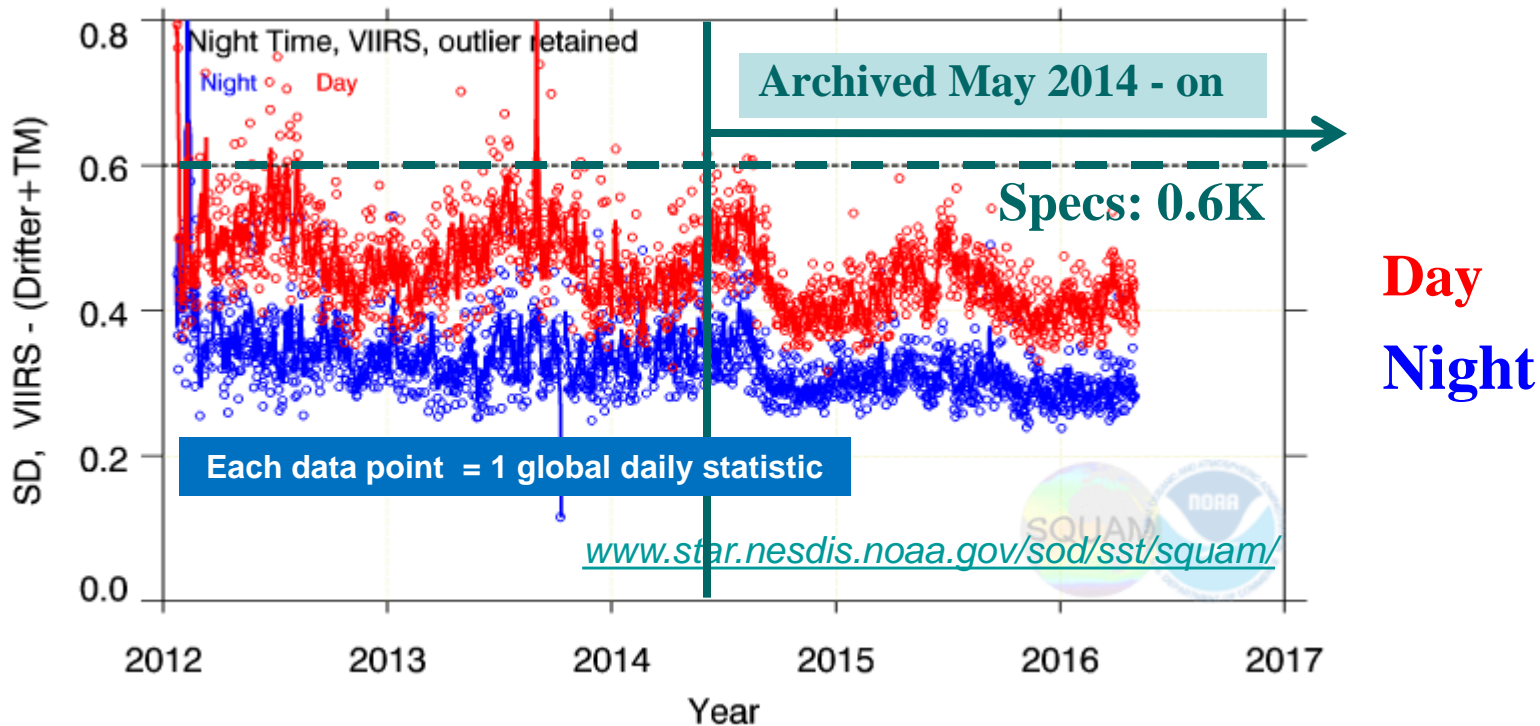 0.8
Night Time, VIIRS, outlier retained
Night Day
Archived May 2014 - on
0.6
Specs: 0.6K
Day
0.4
Night
0.2
Each data point = 1 global daily statistic
SQUAM
NOAA
www.star.nesdis.noaa.gov/sod/sst/squam/
0.0
SD, VIIRS - (Drifter+TM)
2012 2013 2014 2015 2016 2017
Year